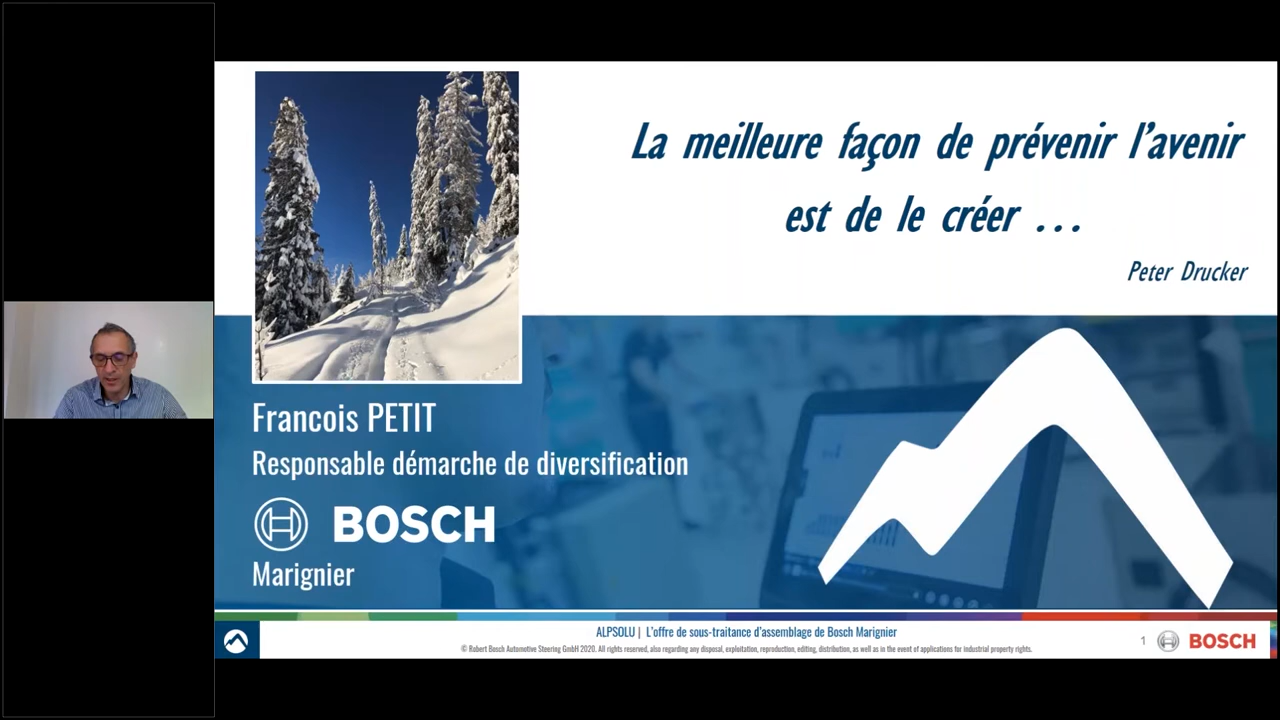 La meilleure façon de prévenir l'avenir
est de le créer ...
Peter Drucker
Francois PETIT
Responsable démarche de diversification
BOSCH
Marignier
ALPSOLU | L'offre de sous-traitance d'assemblage de Bosch Marignier
© Robert Bosch Automotive Steering GmbH 2020. All rights reserved, also regarding any disposal, exploitation, reproduction, editing, distribution, as well as in the event of applications for industrial property rights.
1
BOSCH